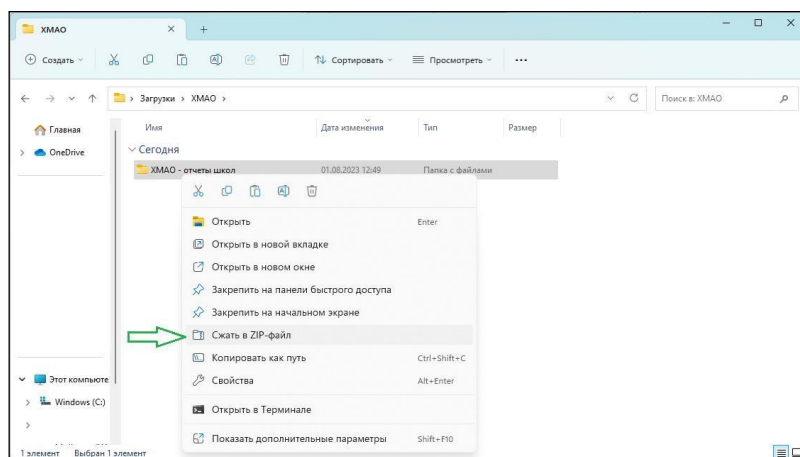 ХМАО
Создать
Сортировать
Просмотреть
Загрузки > ХМАО >
Поиск в: ХМАО
Главная
OneDrive
Имя Дата изменения Тип Размер
Сегодня
ХМАО - отчеты школ 01.08.2023 12:49 Папка с файлами
Открыть Enter
Открыть в новой вкладке
Открыть в новом окне
Закрепить на панели быстрого доступа
Закрепить на начальном экране
Сжать в ZIP-файл
Копировать как путь Ctrl+Shift+C
Свойства Alt+Enter
Открыть в Терминале
Показать дополнительные параметры Shift+F10
Этот компьюте
Windows (C:)
1 элемент Выбран 1 элемент